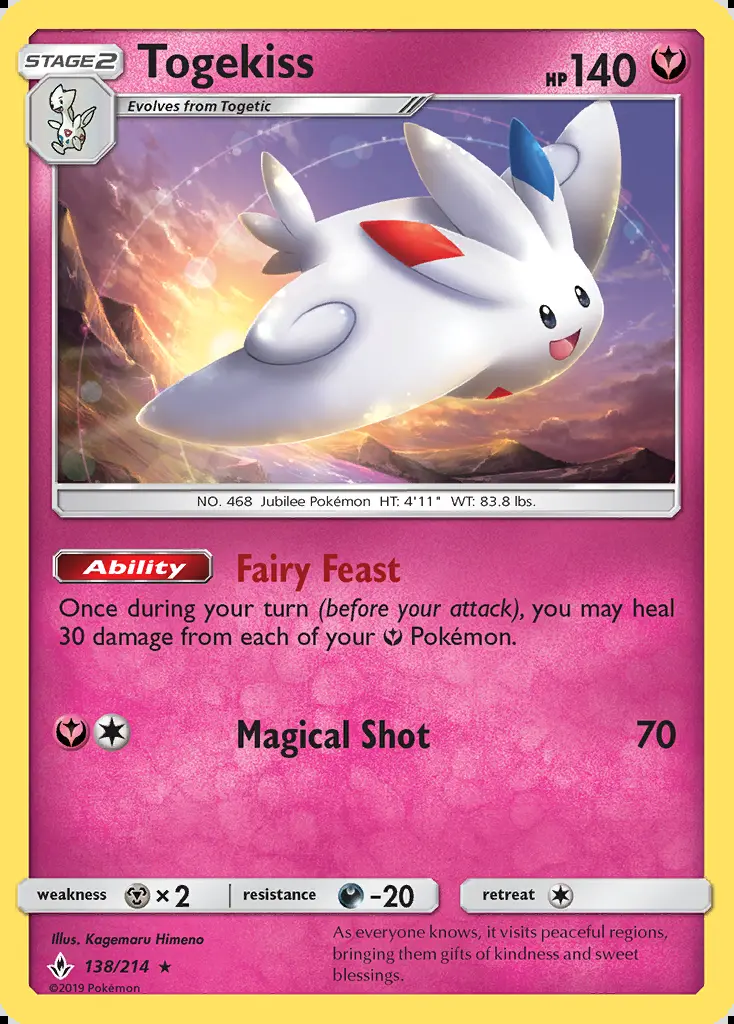 STAGE2
Togekiss
HP 140
Evolves from Togetic
NO. 468 Jubilee Pokémon HT: 4'11" WT: 83.8 lbs.
Ability Fairy Feast
Once during your turn (before your attack), you may heal
30 damage from each of your Pokémon.
Magical Shot 70
weakness ×2 resistance -20 retreat
Illus. Kagemaru Himeno
138/214
©2019 Pokémon
As everyone knows, it visits peaceful regions,
bringing them gifts of kindness and sweet
blessings.